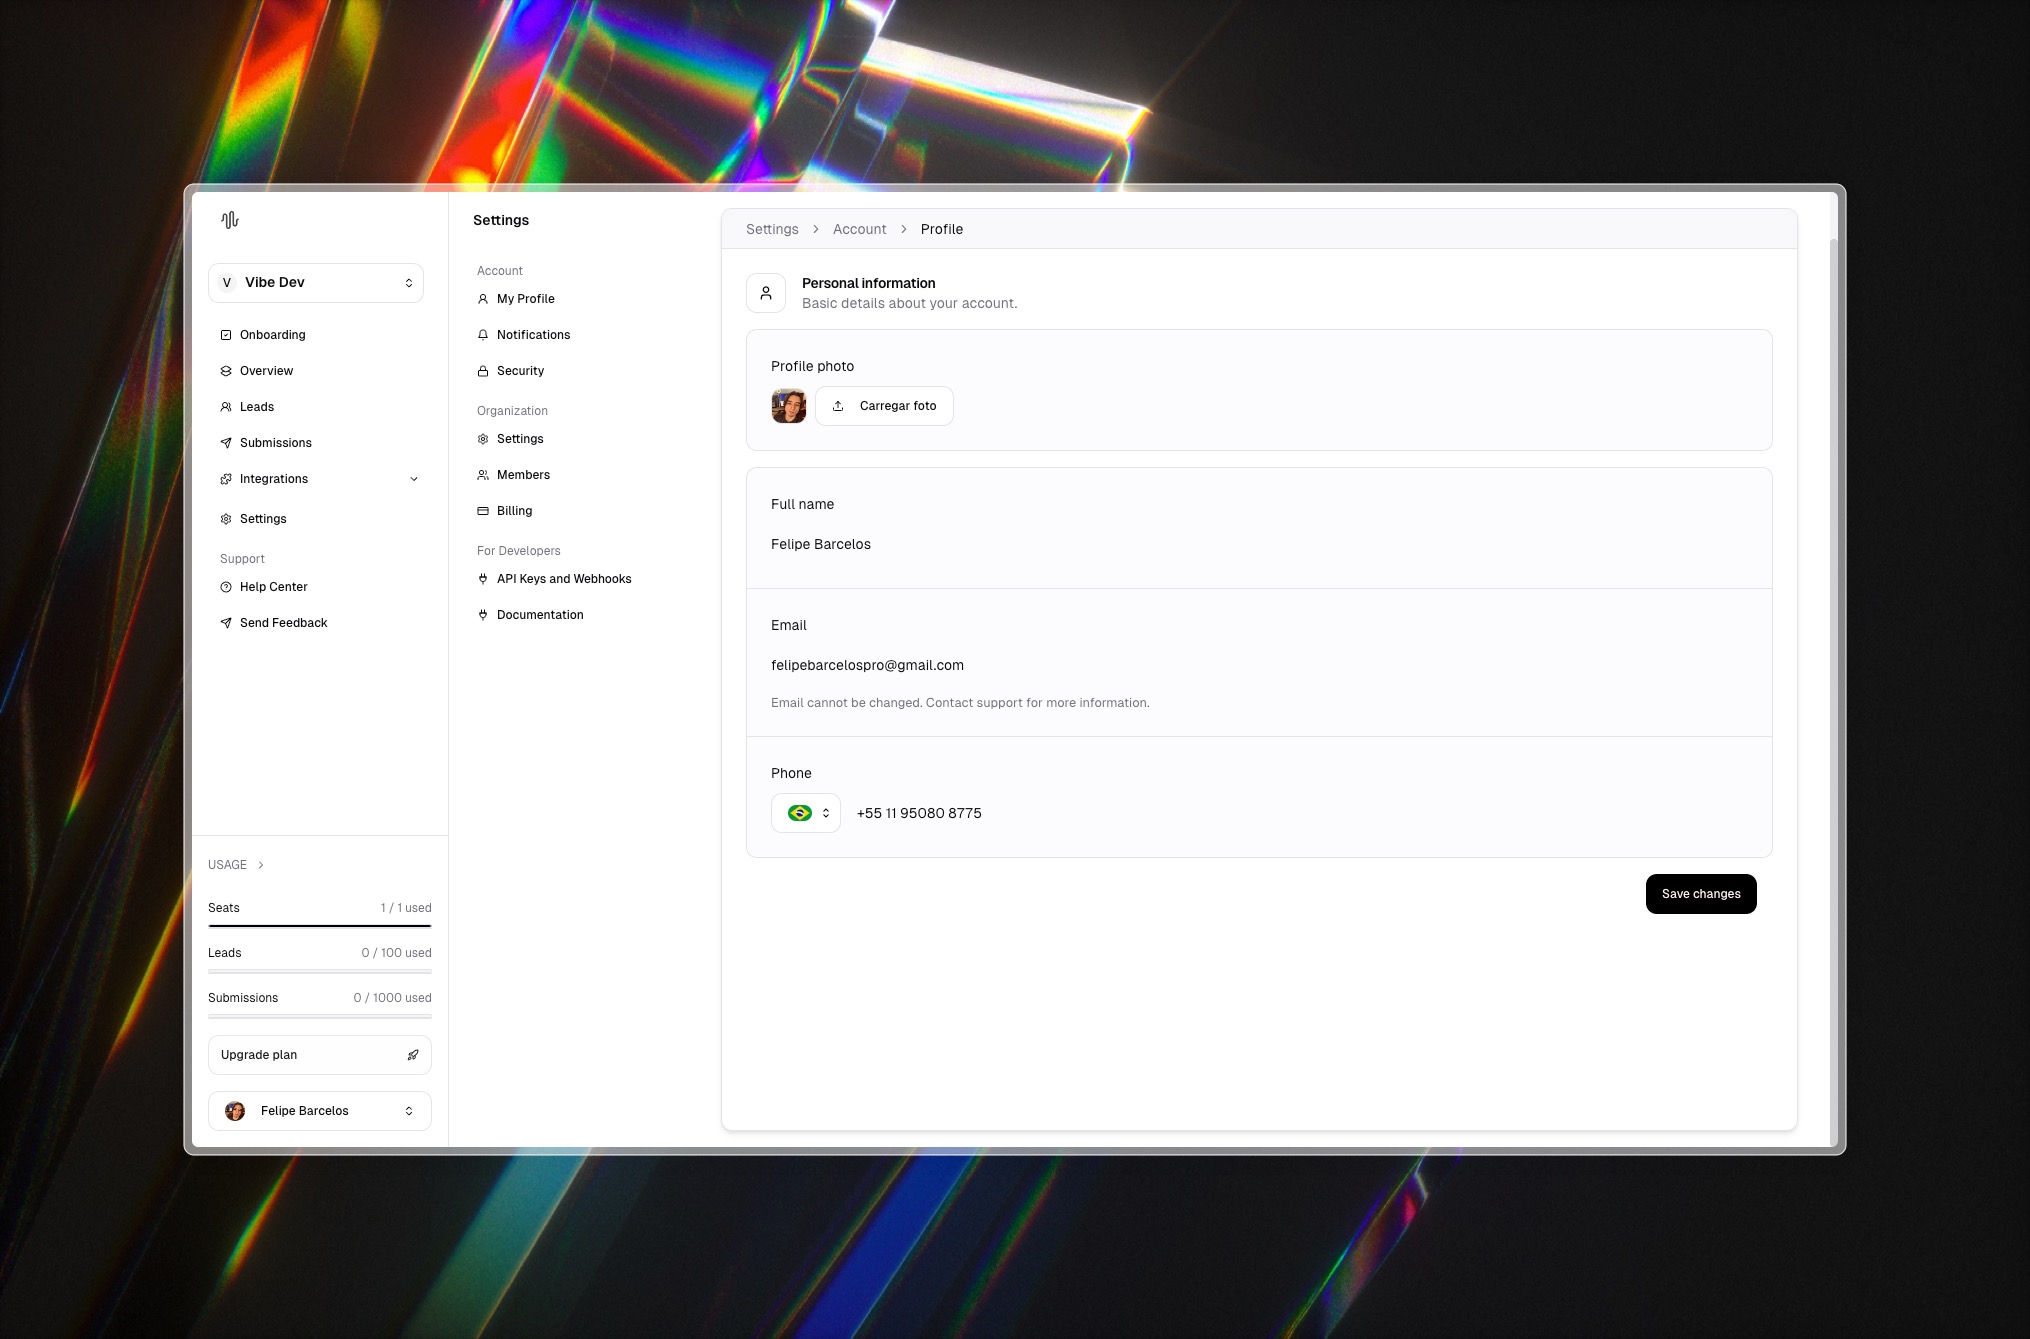 V Vibe Dev
Onboarding
Overview
Leads
Submissions
Integrations
Settings
Support
Help Center
Send Feedback
USAGE
Seats 1 / 1 used
Leads 0 / 100 used
Submissions 0 / 1000 used
Upgrade plan
Felipe Barcelos
Settings
Account
My Profile
Notifications
Security
Organization
Settings
Members
Billing
For Developers
API Keys and Webhooks
Documentation
Settings > Account > Profile
Personal information
Basic details about your account.
Profile photo
Carregar foto
Full name
Felipe Barcelos
Email
felipebarcelospro@gmail.com
Email cannot be changed. Contact support for more information.
Phone
+55 11 95080 8775
Save changes